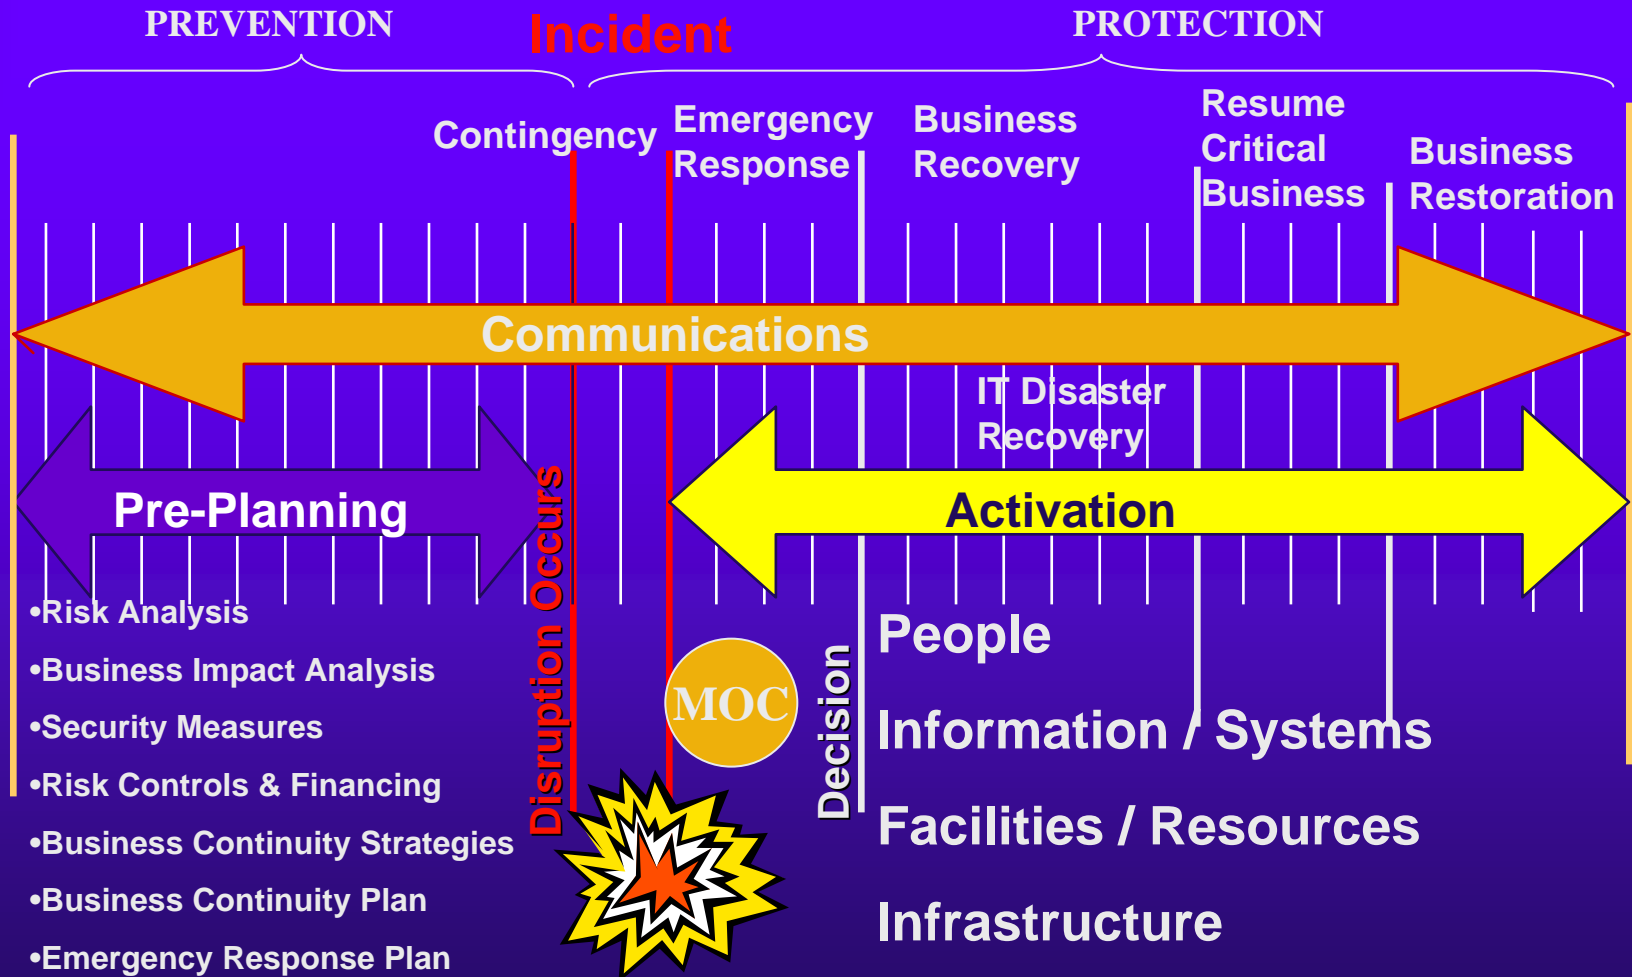 PREVENTION
Incident
PROTECTION
Contingency
Emergency
Response
Business
Recovery
Resume
Critical
Business
Business
Restoration
Communications
IT Disaster
Recovery
Pre-Planning
Activation
Disruption Occurs
•Risk Analysis
•Business Impact Analysis
•Security Measures
•Risk Controls & Financing
•Business Continuity Strategies
•Business Continuity Plan
•Emergency Response Plan
MOC
Decision
People
Information / Systems
Facilities / Resources
Infrastructure